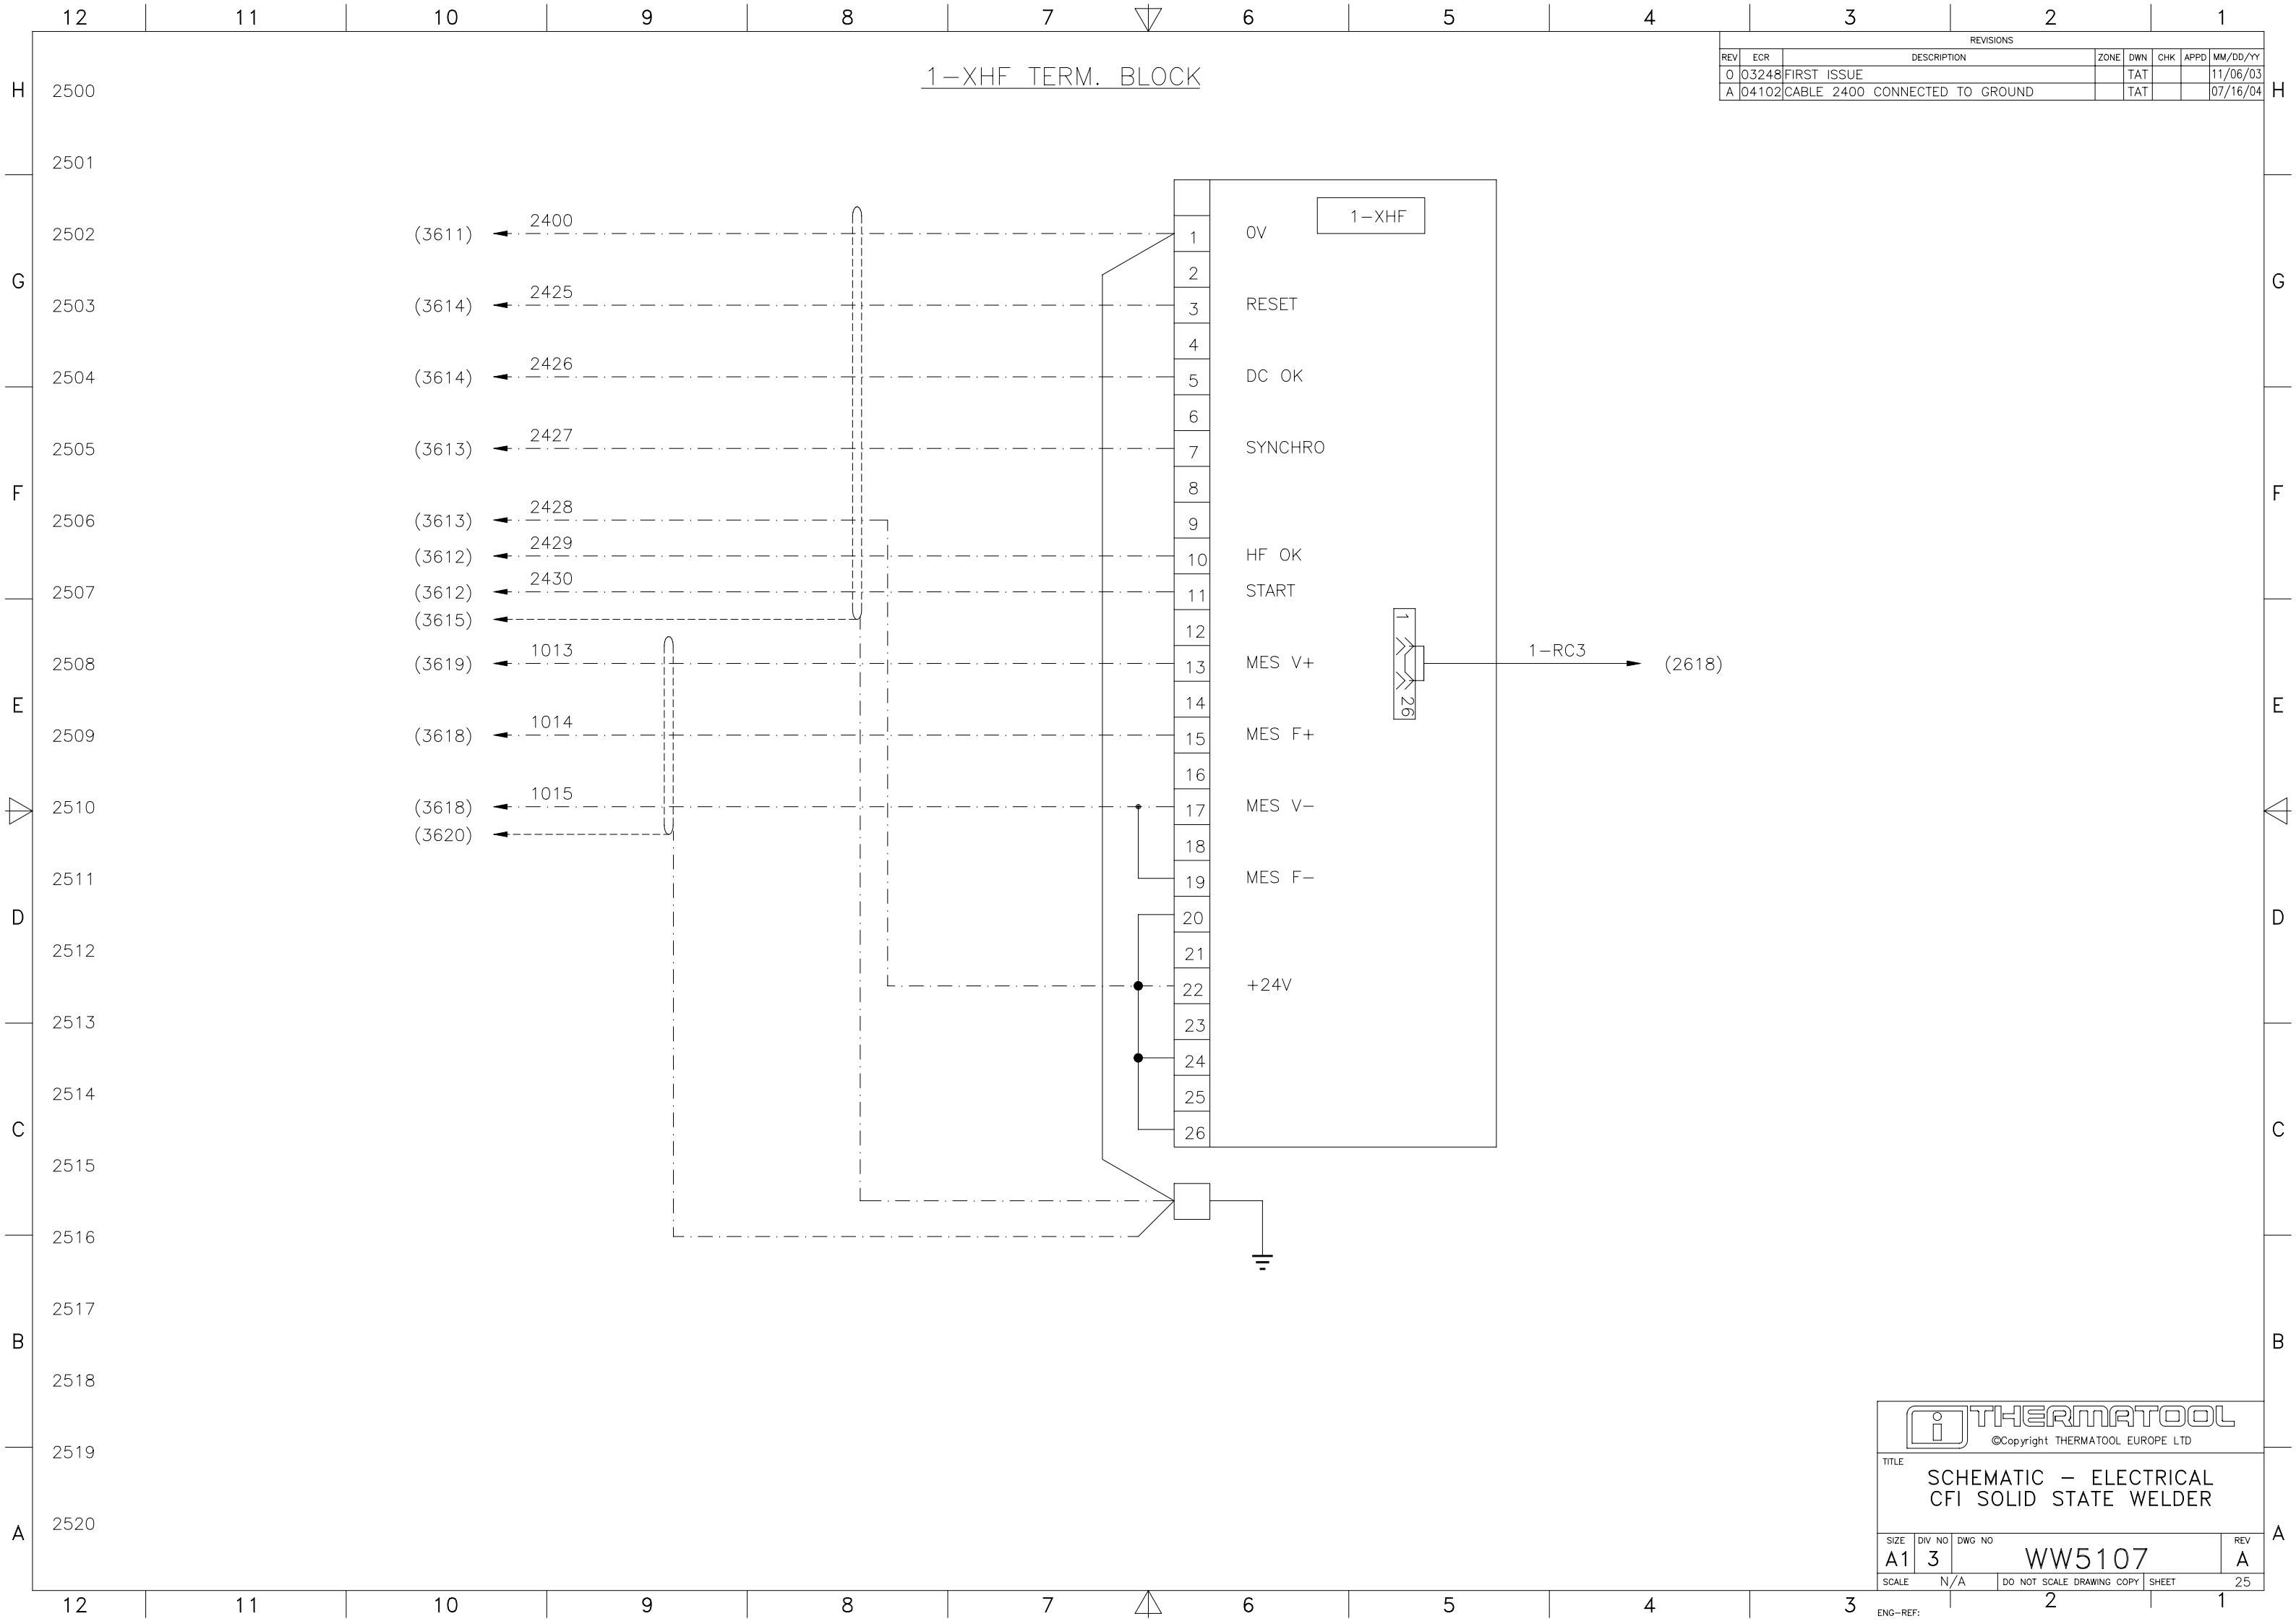 12 11 10 9 8 7 6 5 4 3 2 1
REVISIONS
REV ECR DESCRIPTION ZONE DWN CHK APPD MM/DD/YY
0 03248 FIRST ISSUE TAT 11/06/03
A 04102 CABLE 2400 CONNECTED TO GROUND TAT 07/16/04
1-XHF TERM. BLOCK
H 2500 H
2501
1-XHF
2502 (3611) 2400 1 0V
G 2 G
2503 (3614) 2425 3 RESET
4
2504 (3614) 2426 5 DC OK
6
2505 (3613) 2427 7 SYNCHRO
F 8 F
2506 (3613) 2428 9
(3612) 2429 10 HF OK
2507 (3612) 2430 11 START
(3615) 12
1
2508 (3619) 1013 13 MES V+ 1-RC3 (2618)
E 14 26 E
2509 (3618) 1014 15 MES F+
16
2510 (3618) 1015 17 MES V-
(3620) 18
2511 19 MES F-
D 20 D
2512 21
22 +24V
2513 23
24
2514 25
C 26 C
2515
2516
2517
B B
2518
2519
2520
A A
i THERMATOOL
©Copyright THERMATOOL EUROPE LTD
TITLE
SCHEMATIC - ELECTRICAL
CFI SOLID STATE WELDER
SIZE DIV NO DWG NO REV
A1 3 WW5107 A
SCALE N/A DO NOT SCALE DRAWING COPY SHEET 25
12 11 10 9 8 7 6 5 4 3 2 1
ENG-REF: